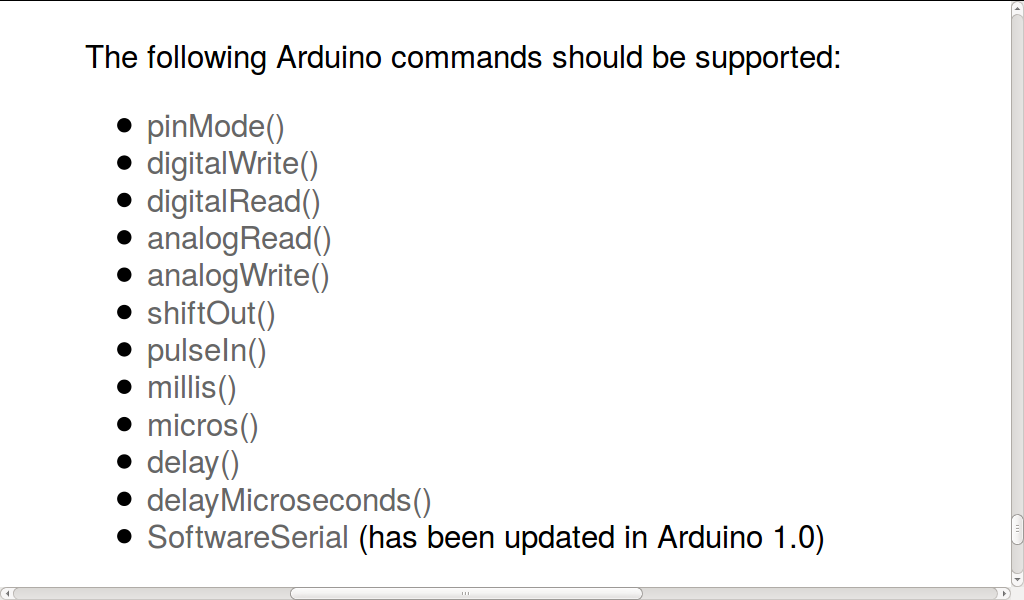 The following Arduino commands should be supported:
• pinMode()
• digitalWrite()
• digitalRead()
• analogRead()
• analogWrite()
• shiftOut()
• pulseIn()
• millis()
• micros()
• delay()
• delayMicroseconds()
• SoftwareSerial (has been updated in Arduino 1.0)